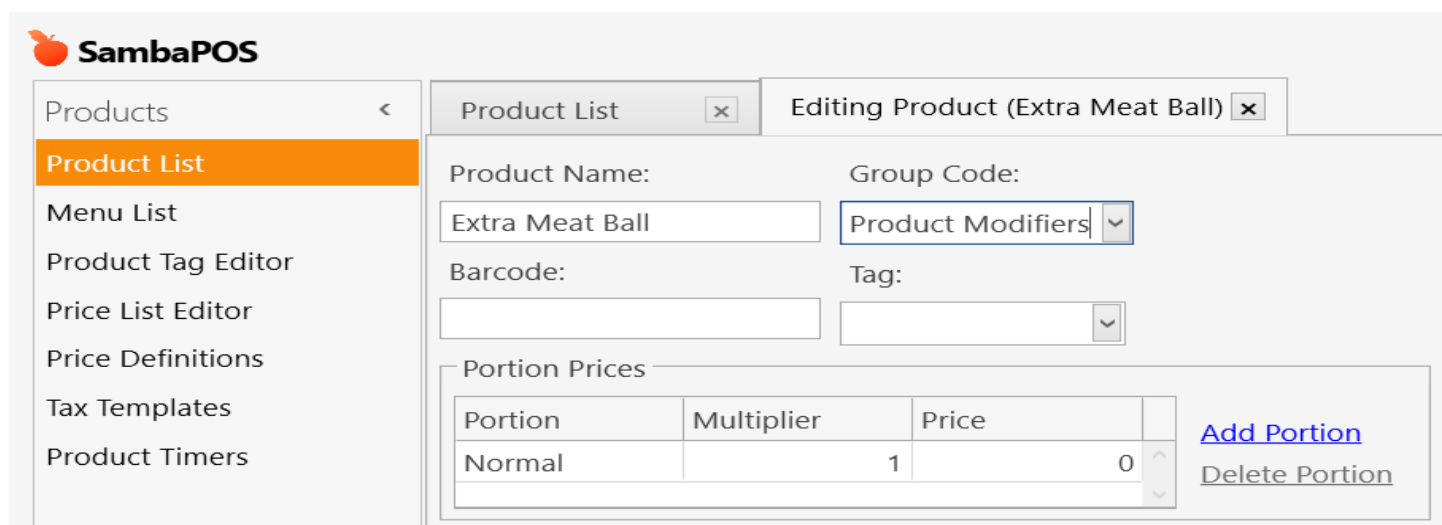 SambaPOS
Products <
Product List
Menu List
Product Tag Editor
Price List Editor
Price Definitions
Tax Templates
Product Timers
Product List x
Editing Product (Extra Meat Ball) x
Product Name: Group Code:
Extra Meat Ball Product Modifiers
Barcode: Tag:
Portion Prices
Portion Multiplier Price
Normal 1 0
Add Portion
Delete Portion